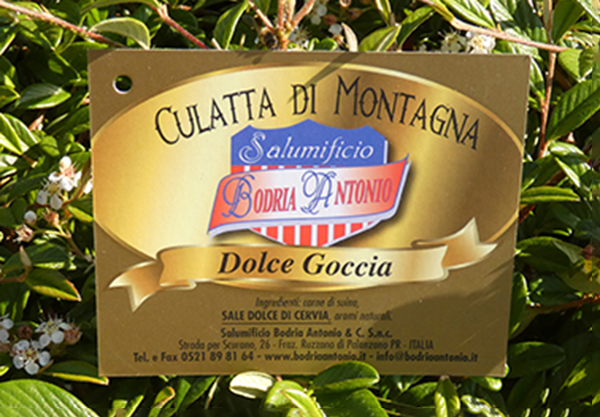 CULATTA DI MONTAGNA
Salumificio
BODRIA ANTONIO
Dolce Goccia
Ingredienti: carne di suino,
SALE DOLCE DI CERVIA, aromi naturali.
Salumificio Bodria Antonio & C. S.n.c.
Strada per Scurano, 26 - Fraz. Ruzzano di Palanzano PR - ITALIA
Tel. e Fax 0521 89 81 64 - www.bodriaantonio.it - info@bodriaantonio.it